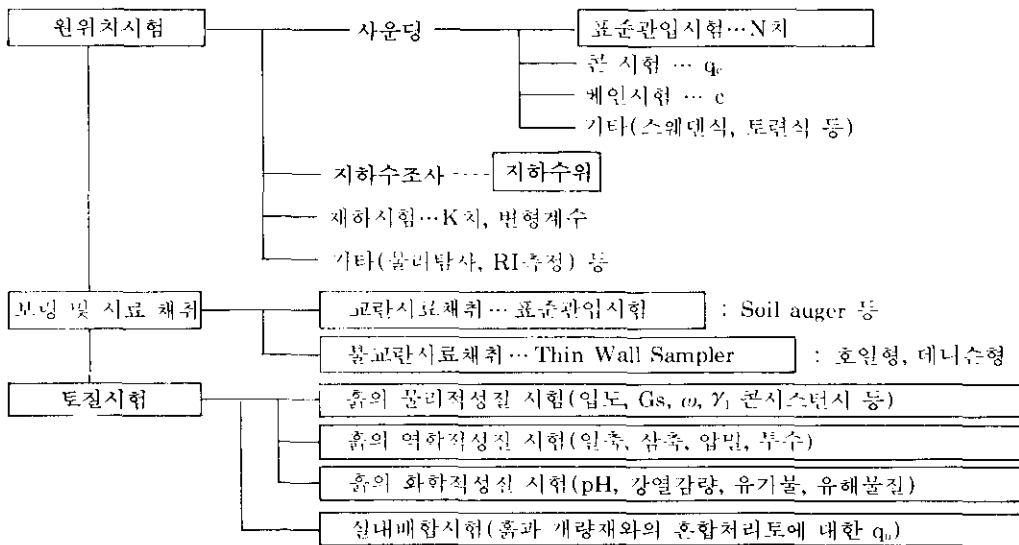 원위치시험 사운딩 표준관입시험…N치
콘 시험 … qc
베인시험 … c
기타(스웨덴식, 토련식 등)
지하수조사 ---- 지하수위
재하시험…K치, 변형계수
기타(물리탐사, RI측정) 등
보링 및 시료 채취 교란시료채취… 표준관입시험 : Soil auger 등
불교란시료채취… Thin Wall Sampler : 호일형, 데니슨형
토질시험 흙의 물리적성질 시험(입도, Gs, ω, γt 콘시스턴시 등)
흙의 역학적성질 시험(일축, 삼축, 압밀, 투수)
흙의 화학적성질 시험(pH, 강열감량, 유기물, 유해물질)
실내배합시험(흙과 개량재와의 혼합처리토에 대한 qu)